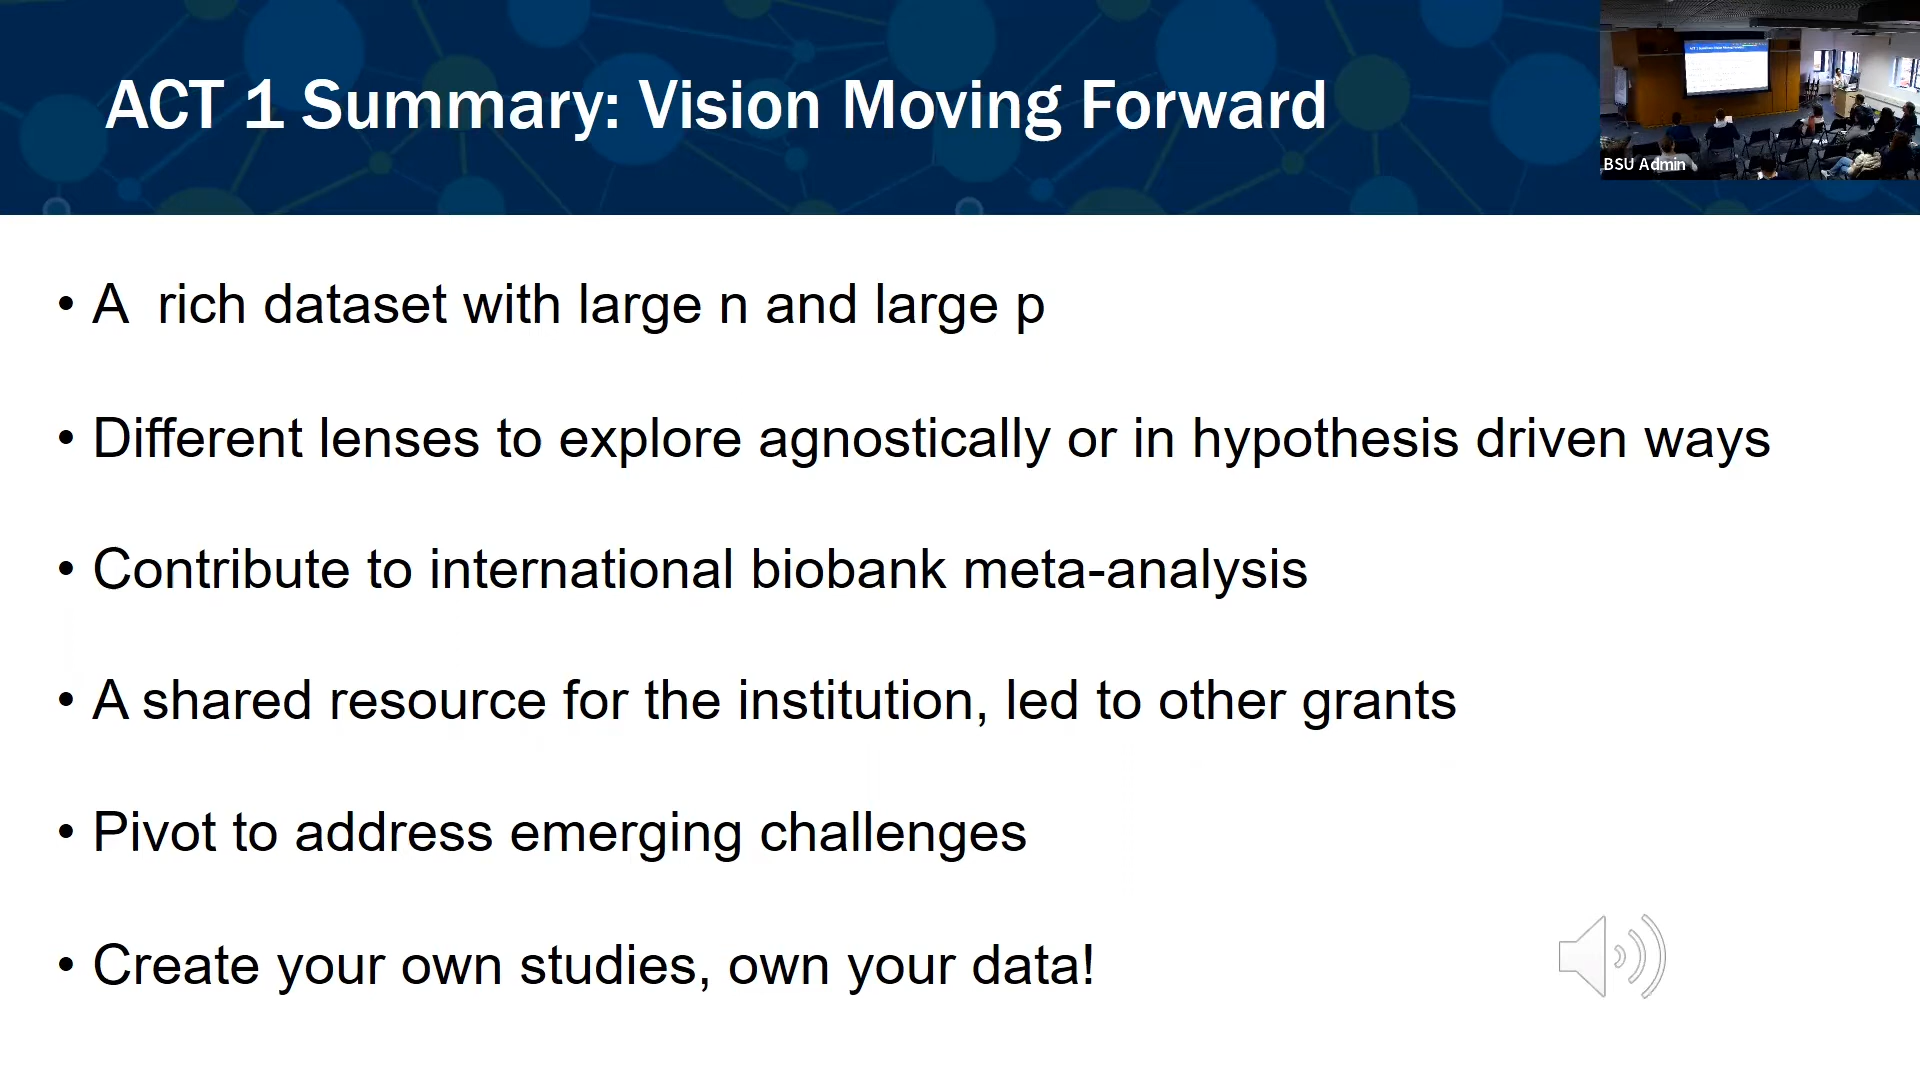 ACT 1 Summary: Vision Moving Forward
BSU Admin
• A  rich dataset with large n and large p
• Different lenses to explore agnostically or in hypothesis driven ways
• Contribute to international biobank meta-analysis
• A shared resource for the institution, led to other grants
• Pivot to address emerging challenges
• Create your own studies, own your data!